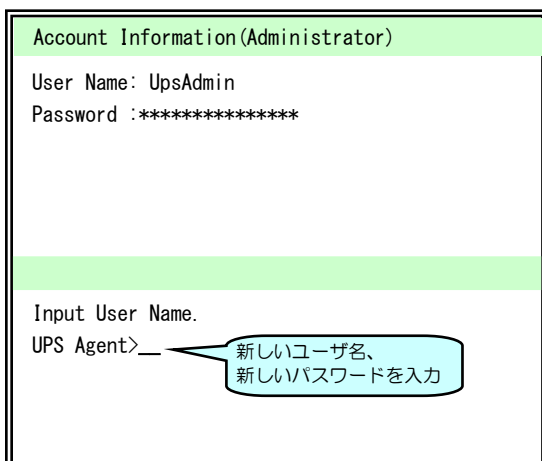 Account Information(Administrator)
User Name: UpsAdmin
Password :***************
Input User Name.
UPS Agent>__
新しいユーザ名、
新しいパスワードを入力